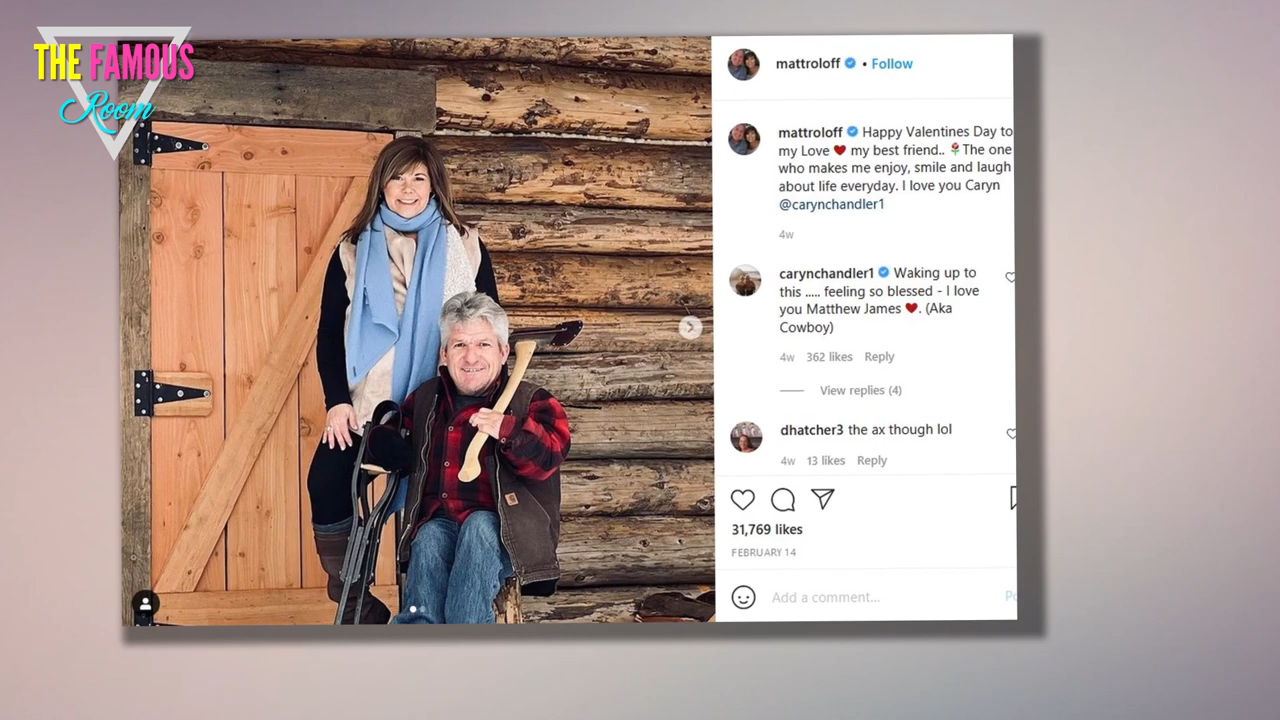 THE FAMOUS
Room
mattroloff • Follow
mattroloff Happy Valentines Day to
my Love ❤ my best friend.. 🌹The one
who makes me enjoy, smile and laugh
about life everyday. I love you Caryn
@carynchandler1
4w
carynchandler1 Waking up to
this ..... feeling so blessed - I love
you Matthew James ❤. (Aka
Cowboy)
4w 362 likes Reply
View replies (4)
dhatcher3 the ax though lol
4w 13 likes Reply
31,769 likes
FEBRUARY 14
Add a comment...